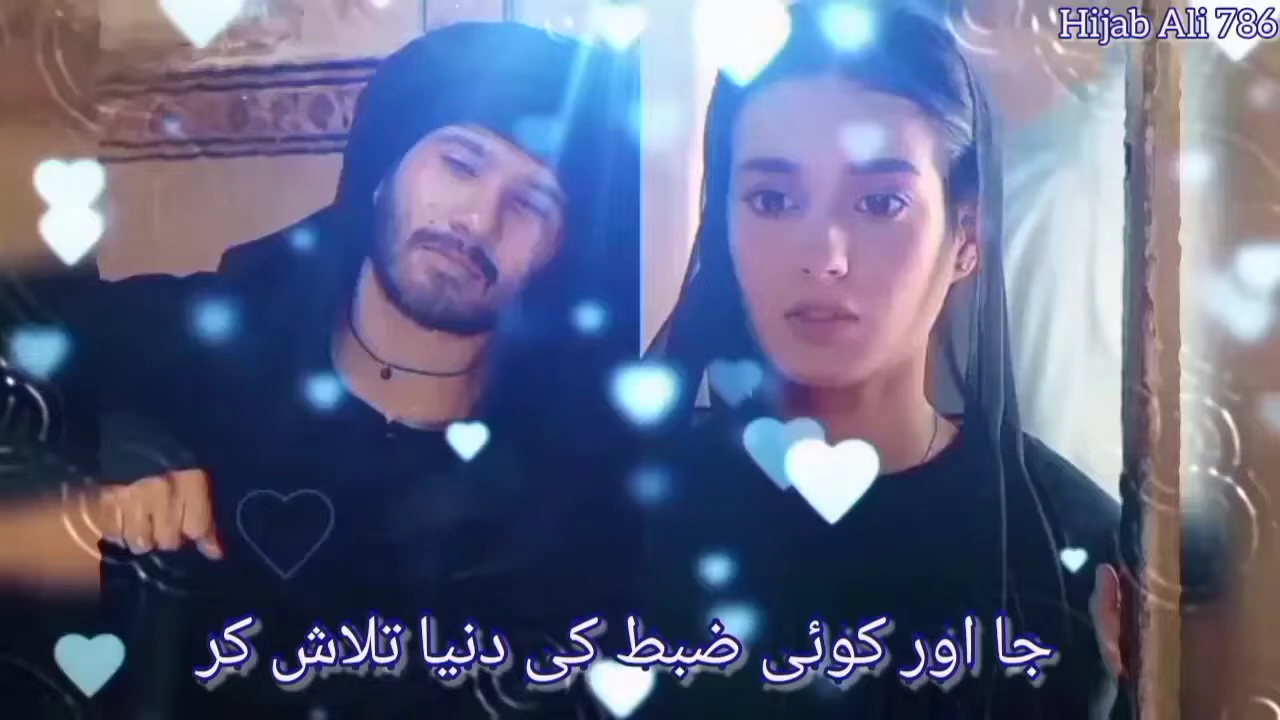 Hijab Ali 786
جا اور کوئی ضبط کی دنیا تلاش کر